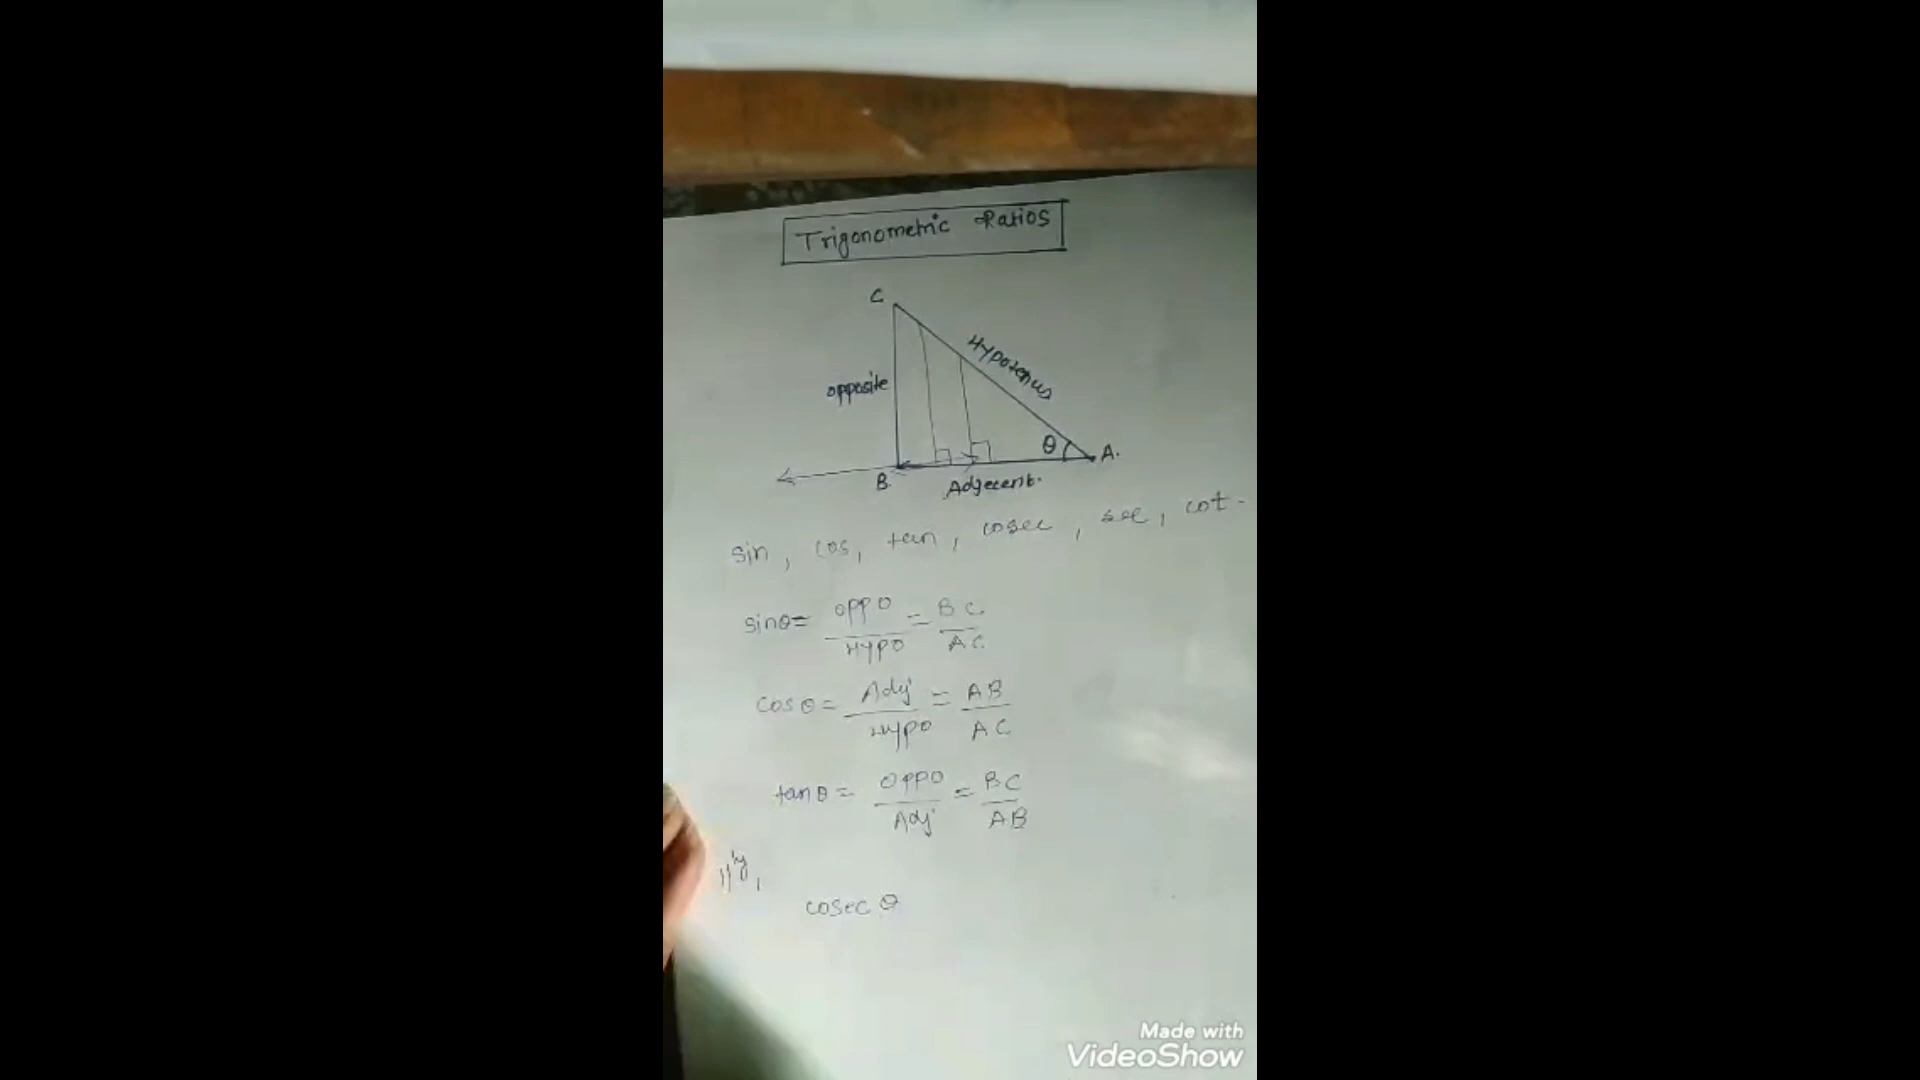 Trigonometric Ratios
C
Hypotenus
opposite
θ
A.
B.
Adjecent.
sin, cos, tan, cosec, sec, cot.
sinθ = oppo / Hypo = BC / AC
cosθ = Adj / Hypo = AB / AC
tanθ = oppo / Adj = BC / AB
||ly,
cosec θ
Made with
VideoShow